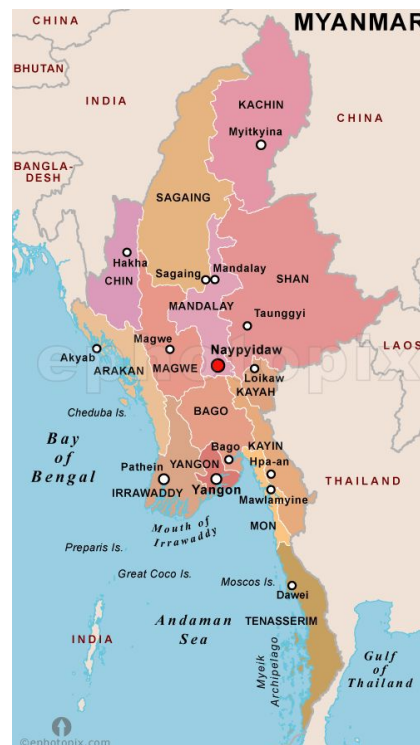 MYANMAR
CHINA
BHUTAN
INDIA
KACHIN
Myitkyina
CHINA
BANGLA-
DESH
SAGAING
Hakha
CHIN
Sagaing
Mandalay
SHAN
MANDALAY
Taunggyi
Magwe
Naypyidaw
LAOS
Akyab
ARAKAN
MAGWE
Loikaw
KAYAH
ephotopix
Cheduba Is.
BAGO
Bay
of
Bengal
KAYIN
Bago
Hpa-an
Pathein
YANGON
THAILAND
IRRAWADDY
Yangon
Mawlamyine
Mouth of
Irrawaddy
MON
Preparis Is.
Great Coco Is.
Moscos Is.
Dawei
Andaman
Sea
TENASSERIM
INDIA
Myeik
Archipelago
Gulf
of
Thailand
©ephotopix.com